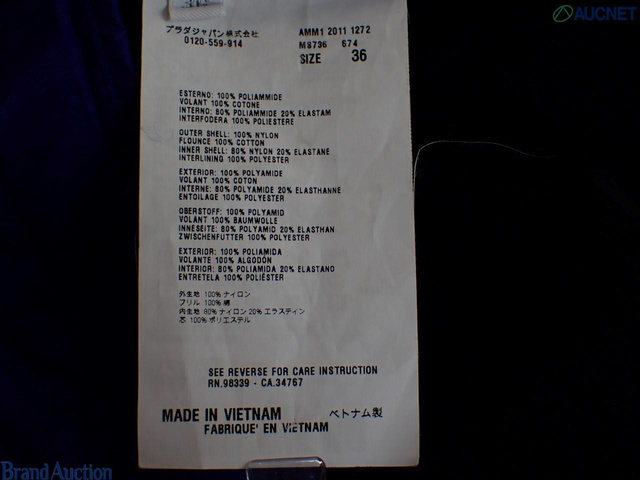 AUCNET
プラダジャパン株式会社
0120-559-914
AMM1 2011 1272
M8736 674
SIZE 36
ESTERNO: 100% POLIAMMIDE
VOLANT 100% COTONE
INTERNO: 80% POLIAMMIDE 20% ELASTAM
INTERFODERA 100% POLIESTERE
OUTER SHELL: 100% NYLON
FLOUNCE 100% COTTON
INNER SHELL: 80% NYLON 20% ELASTANE
INTERLINING 100% POLYESTER
EXTERIOR: 100% POLYAMIDE
VOLANT 100% COTON
INTERNE: 80% POLYAMIDE 20% ELASTHANNE
ENTOILAGE 100% POLYESTER
OBERSTOFF: 100% POLYAMID
VOLANT 100% BAUMWOLLE
INNESEITE: 80% POLYAMID 20% ELASTHAN
ZWISCHENFUTTER 100% POLYESTER
EXTERIOR: 100% POLIAMIDA
VOLANTE 100% ALGODÓN
INTERIOR: 80% POLIAMIDA 20% ELASTANO
ENTRETELA 100% POLIÉSTER
外生地 100% ナイロン
フリル 100% 綿
内生地 80% ナイロン 20% エラスティン
芯 100% ポリエステル
SEE REVERSE FOR CARE INSTRUCTION
RN.98339 - CA.34767
MADE IN VIETNAM ベトナム製
FABRIQUE' EN VIETNAM
Brand Auction